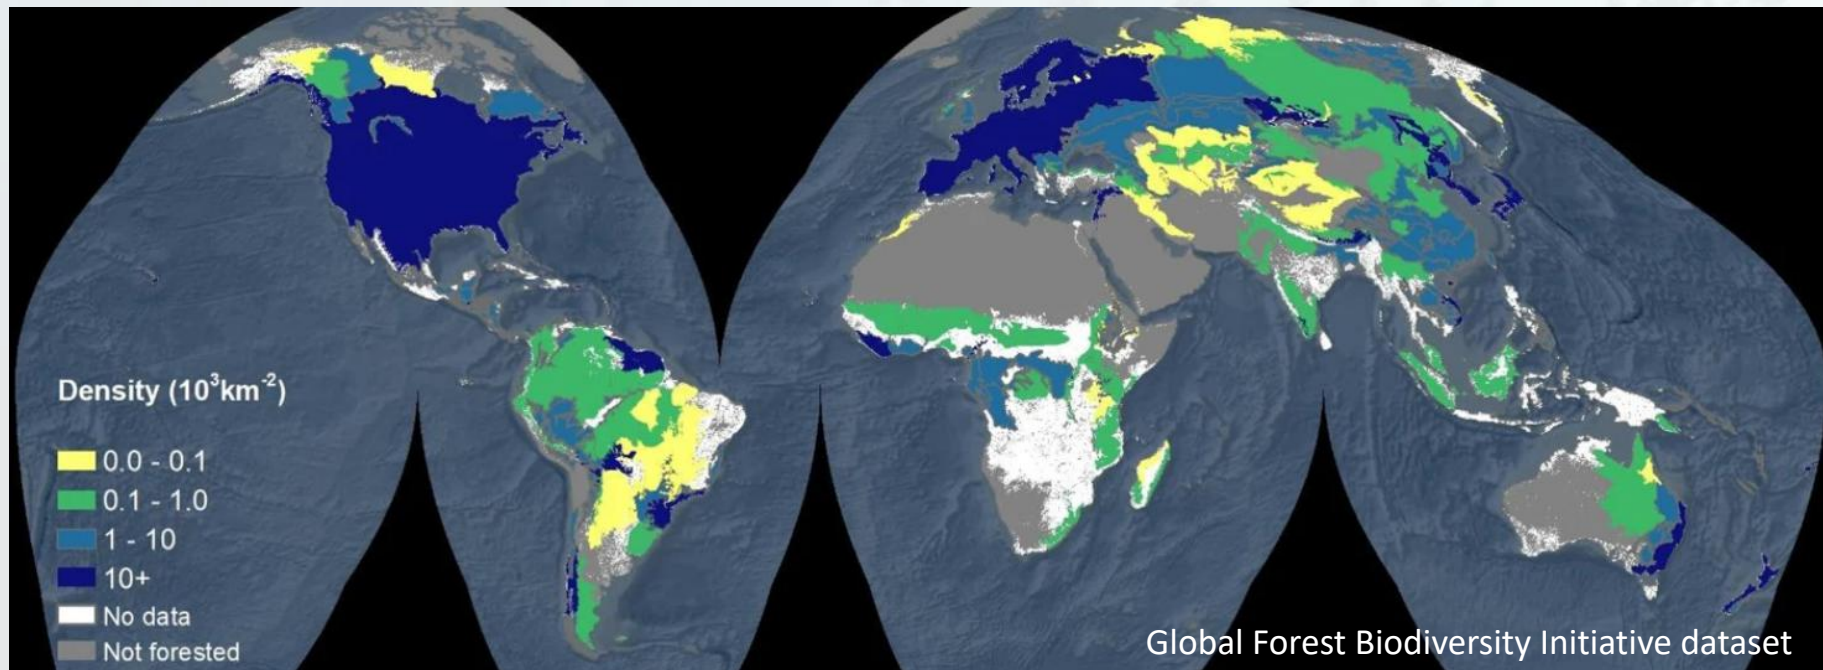 Density (10³km⁻²)
0.0 - 0.1
0.1 - 1.0
1 - 10
10+
No data
Not forested
Global Forest Biodiversity Initiative dataset